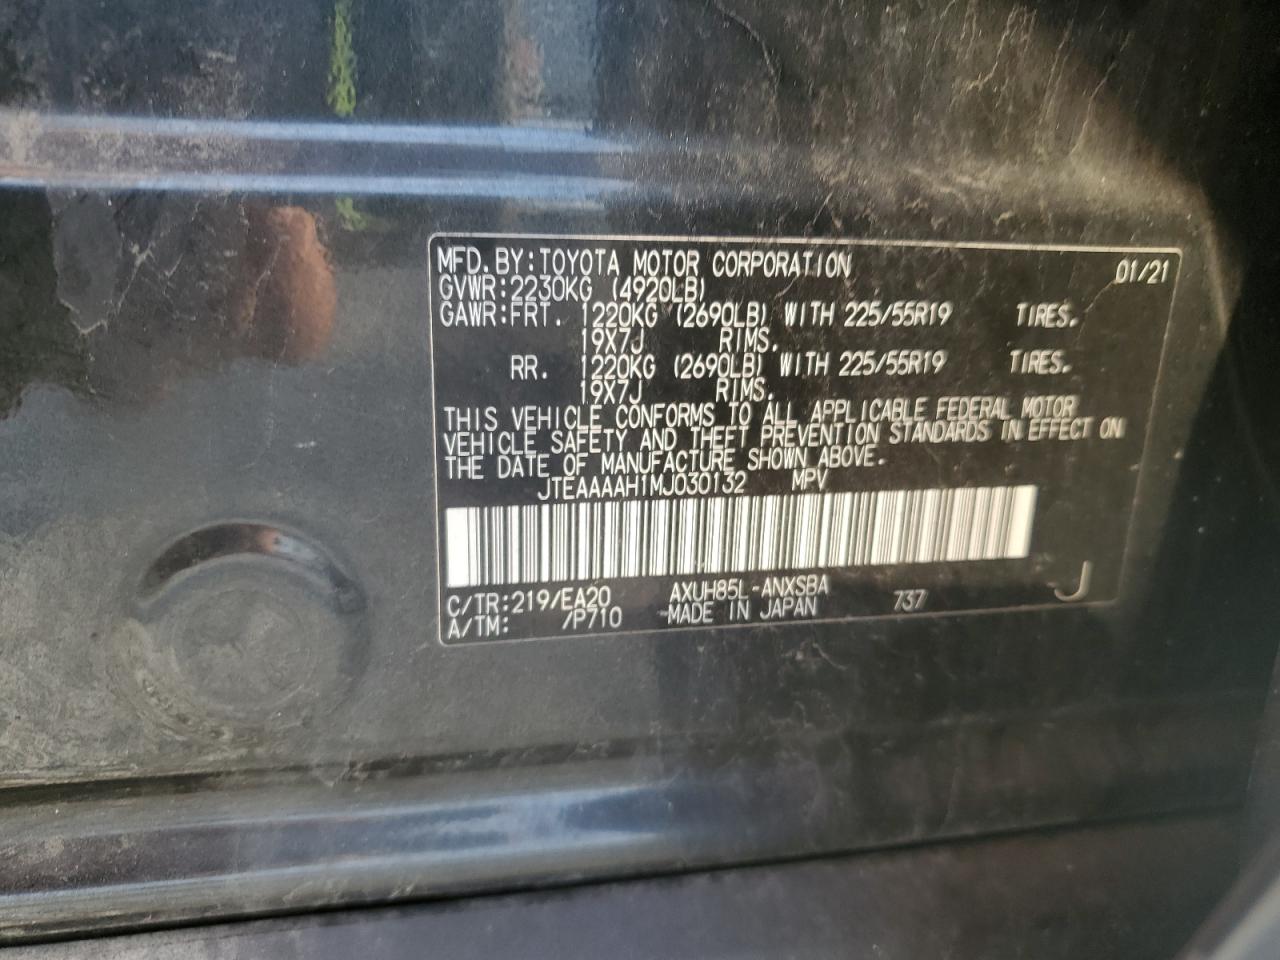 MFD.BY:TOYOTA MOTOR CORPORATION 01/21
GVWR:2230KG (4920LB)
GAWR:FRT. 1220KG (2690LB) WITH 225/55R19 TIRES.
19X7J RIMS.
RR. 1220KG (2690LB) WITH 225/55R19 TIRES.
19X7J RIMS.
THIS VEHICLE CONFORMS TO ALL APPLICABLE FEDERAL MOTOR
VEHICLE SAFETY AND THEFT PREVENTION STANDARDS IN EFFECT ON
THE DATE OF MANUFACTURE SHOWN ABOVE.
JTEAAAAH1MJ030132 MPV
C/TR:219/EA20 AXUH85L-ANXSBA 737 J
A/TM: /P710 MADE IN JAPAN